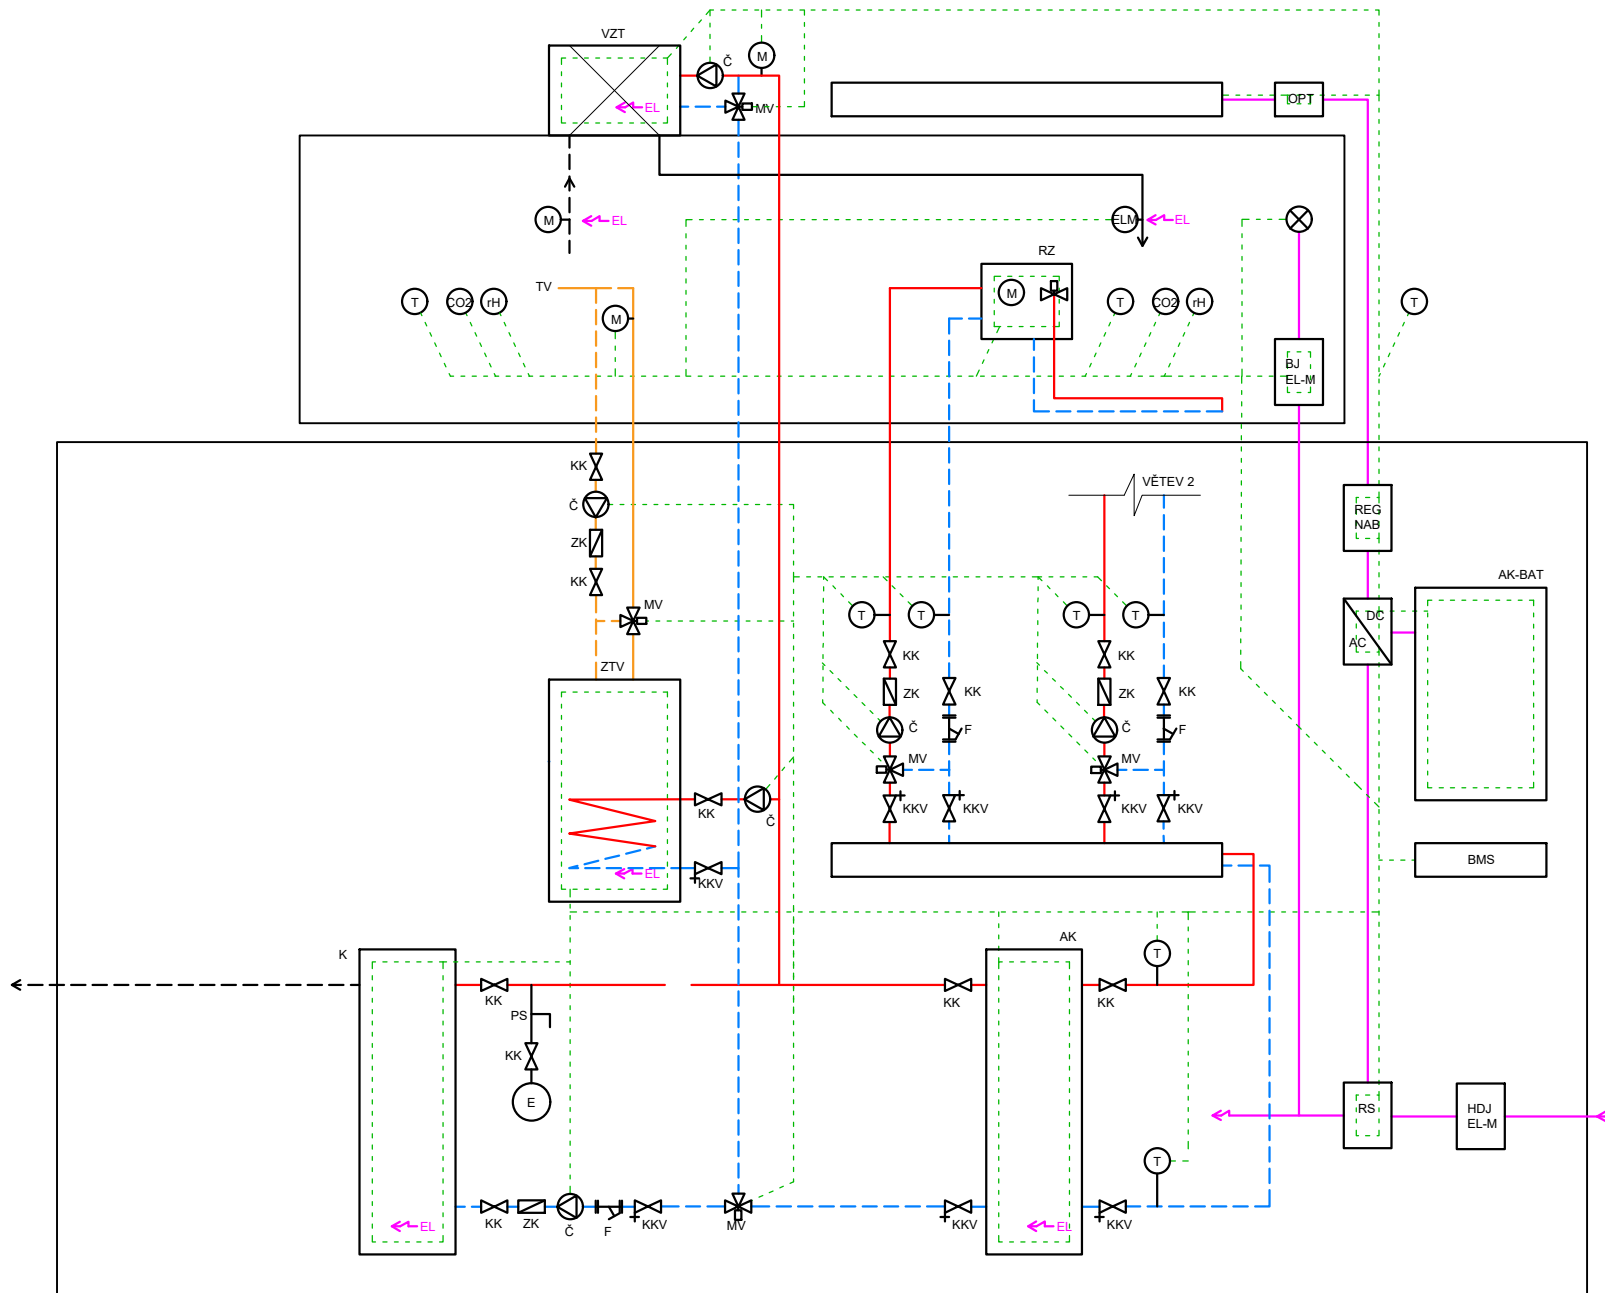 VZT
Č
M
EL
MV
OPT
M
EL
ELM
EL
RZ
TV
M
T
CO2
rH
M
T
CO2
rH
T
BJ
EL-M
KK
Č
ZK
KK
VĚTEV 2
REG
NAB
AK-BAT
MV
T
T
T
T
DC
AC
ZTV
KK
KK
ZK
KK
ZK
KK
Č
F
Č
F
MV
MV
KK
Č
KKV
KKV
KKV
KKV
BMS
EL
KKV
K
AK
T
KK
KK
KK
PS
KK
E
RS
HDJ
EL-M
T
EL
KK
ZK
Č
F
KKV
MV
KKV
EL
KKV